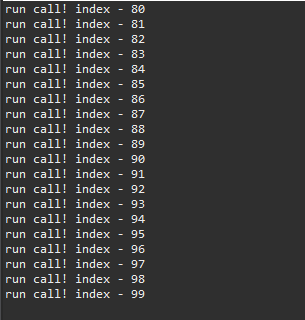 run call! index - 80
run call! index - 81
run call! index - 82
run call! index - 83
run call! index - 84
run call! index - 85
run call! index - 86
run call! index - 87
run call! index - 88
run call! index - 89
run call! index - 90
run call! index - 91
run call! index - 92
run call! index - 93
run call! index - 94
run call! index - 95
run call! index - 96
run call! index - 97
run call! index - 98
run call! index - 99